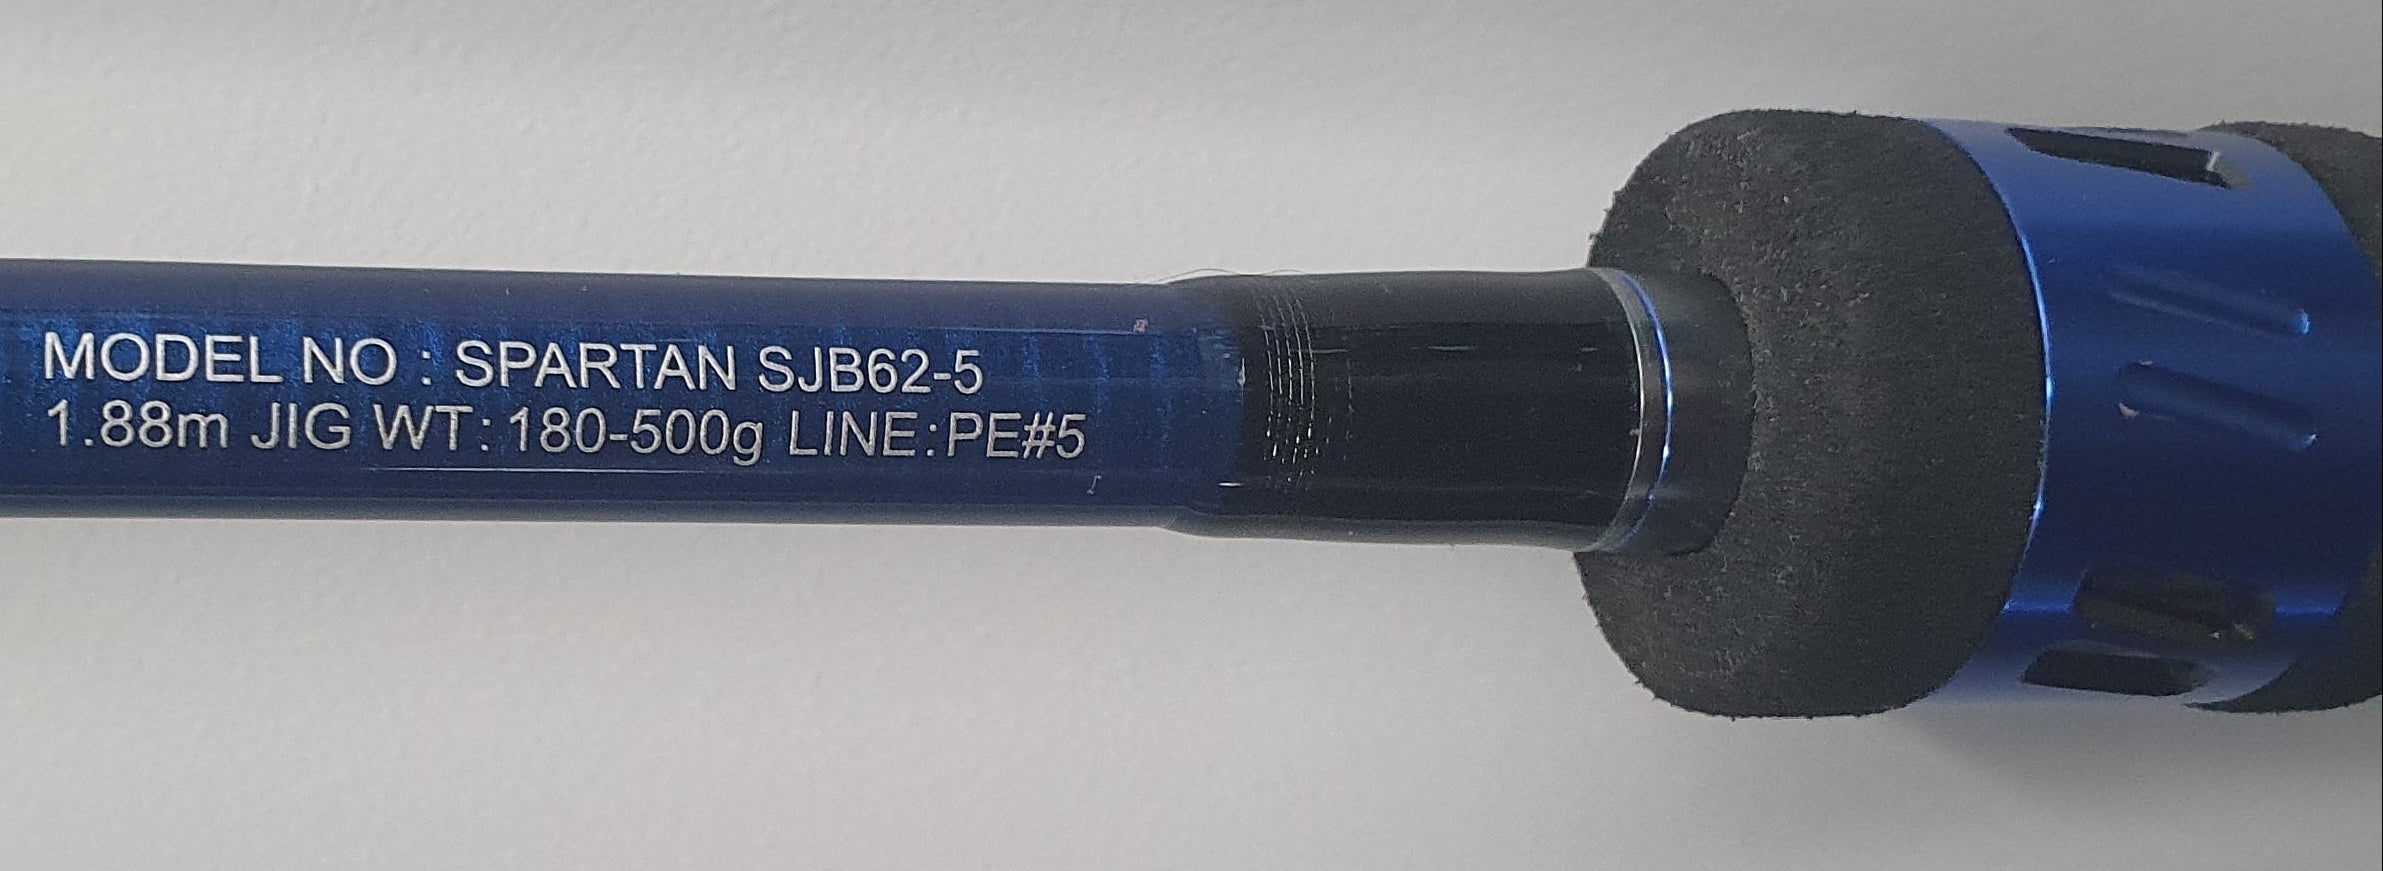 MODEL NO : SPARTAN SJB62-5
1.88m JIG WT: 180-500g LINE:PE#5